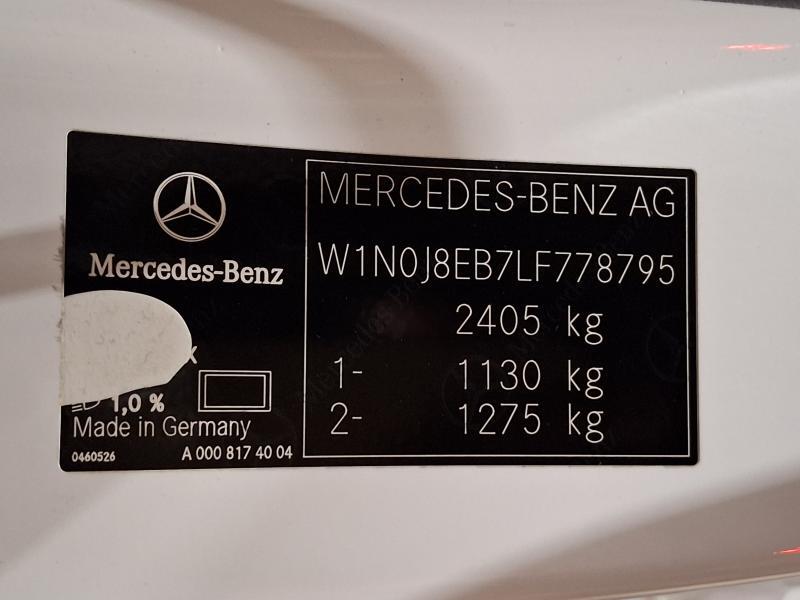 Mercedes-Benz
1,0 %
Made in Germany
0460526
A 000 817 40 04
MERCEDES-BENZ AG
W1N0J8EB7LF778795
2405 kg
1- 1130 kg
2- 1275 kg